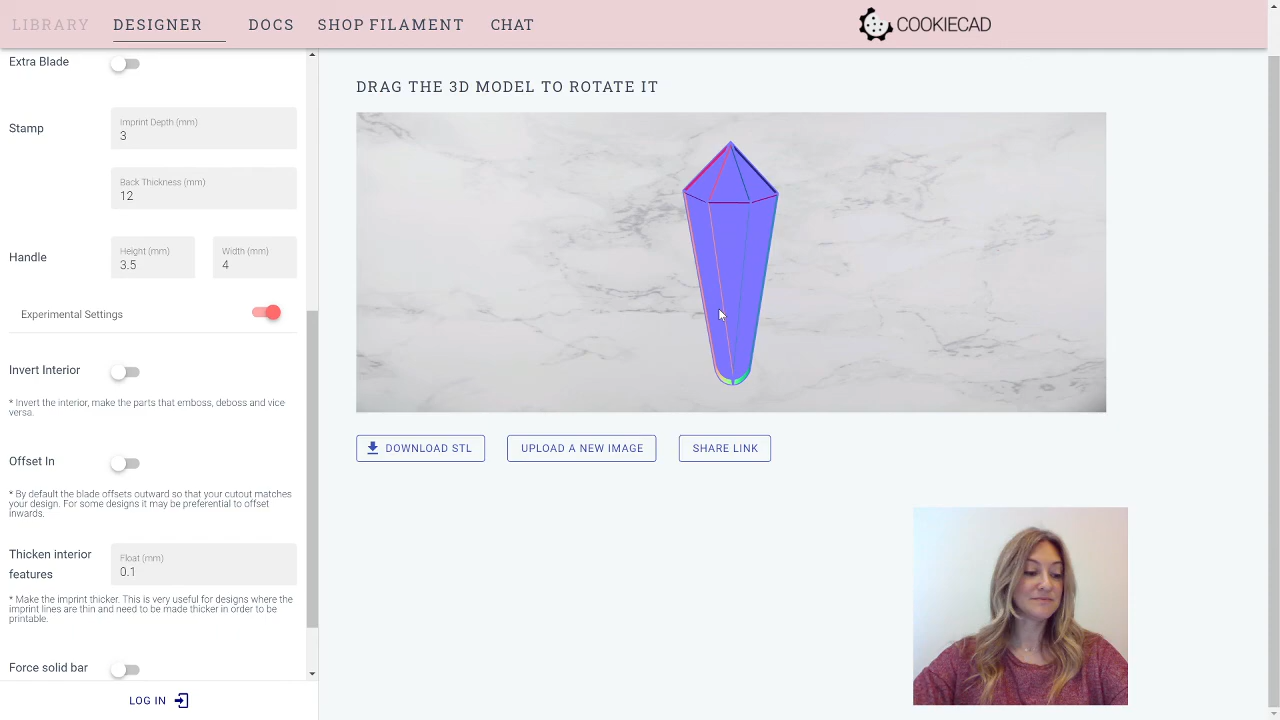 LIBRARY DESIGNER DOCS SHOP FILAMENT CHAT COOKIECAD
Extra Blade
Stamp
Imprint Depth (mm)
3
Back Thickness (mm)
12
Handle
Height (mm)
3.5
Width (mm)
4
Experimental Settings
Invert Interior
* Invert the interior, make the parts that emboss, deboss and vice
versa.
Offset In
* By default the blade offsets outward so that your cutout matches
your design. For some designs it may be preferential to offset
inwards.
Thicken interior
features
Float (mm)
0.1
* Make the imprint thicker. This is very useful for designs where the
imprint lines are thin and need to be made thicker in order to be
printable.
Force solid bar
LOG IN
DRAG THE 3D MODEL TO ROTATE IT
DOWNLOAD STL UPLOAD A NEW IMAGE SHARE LINK